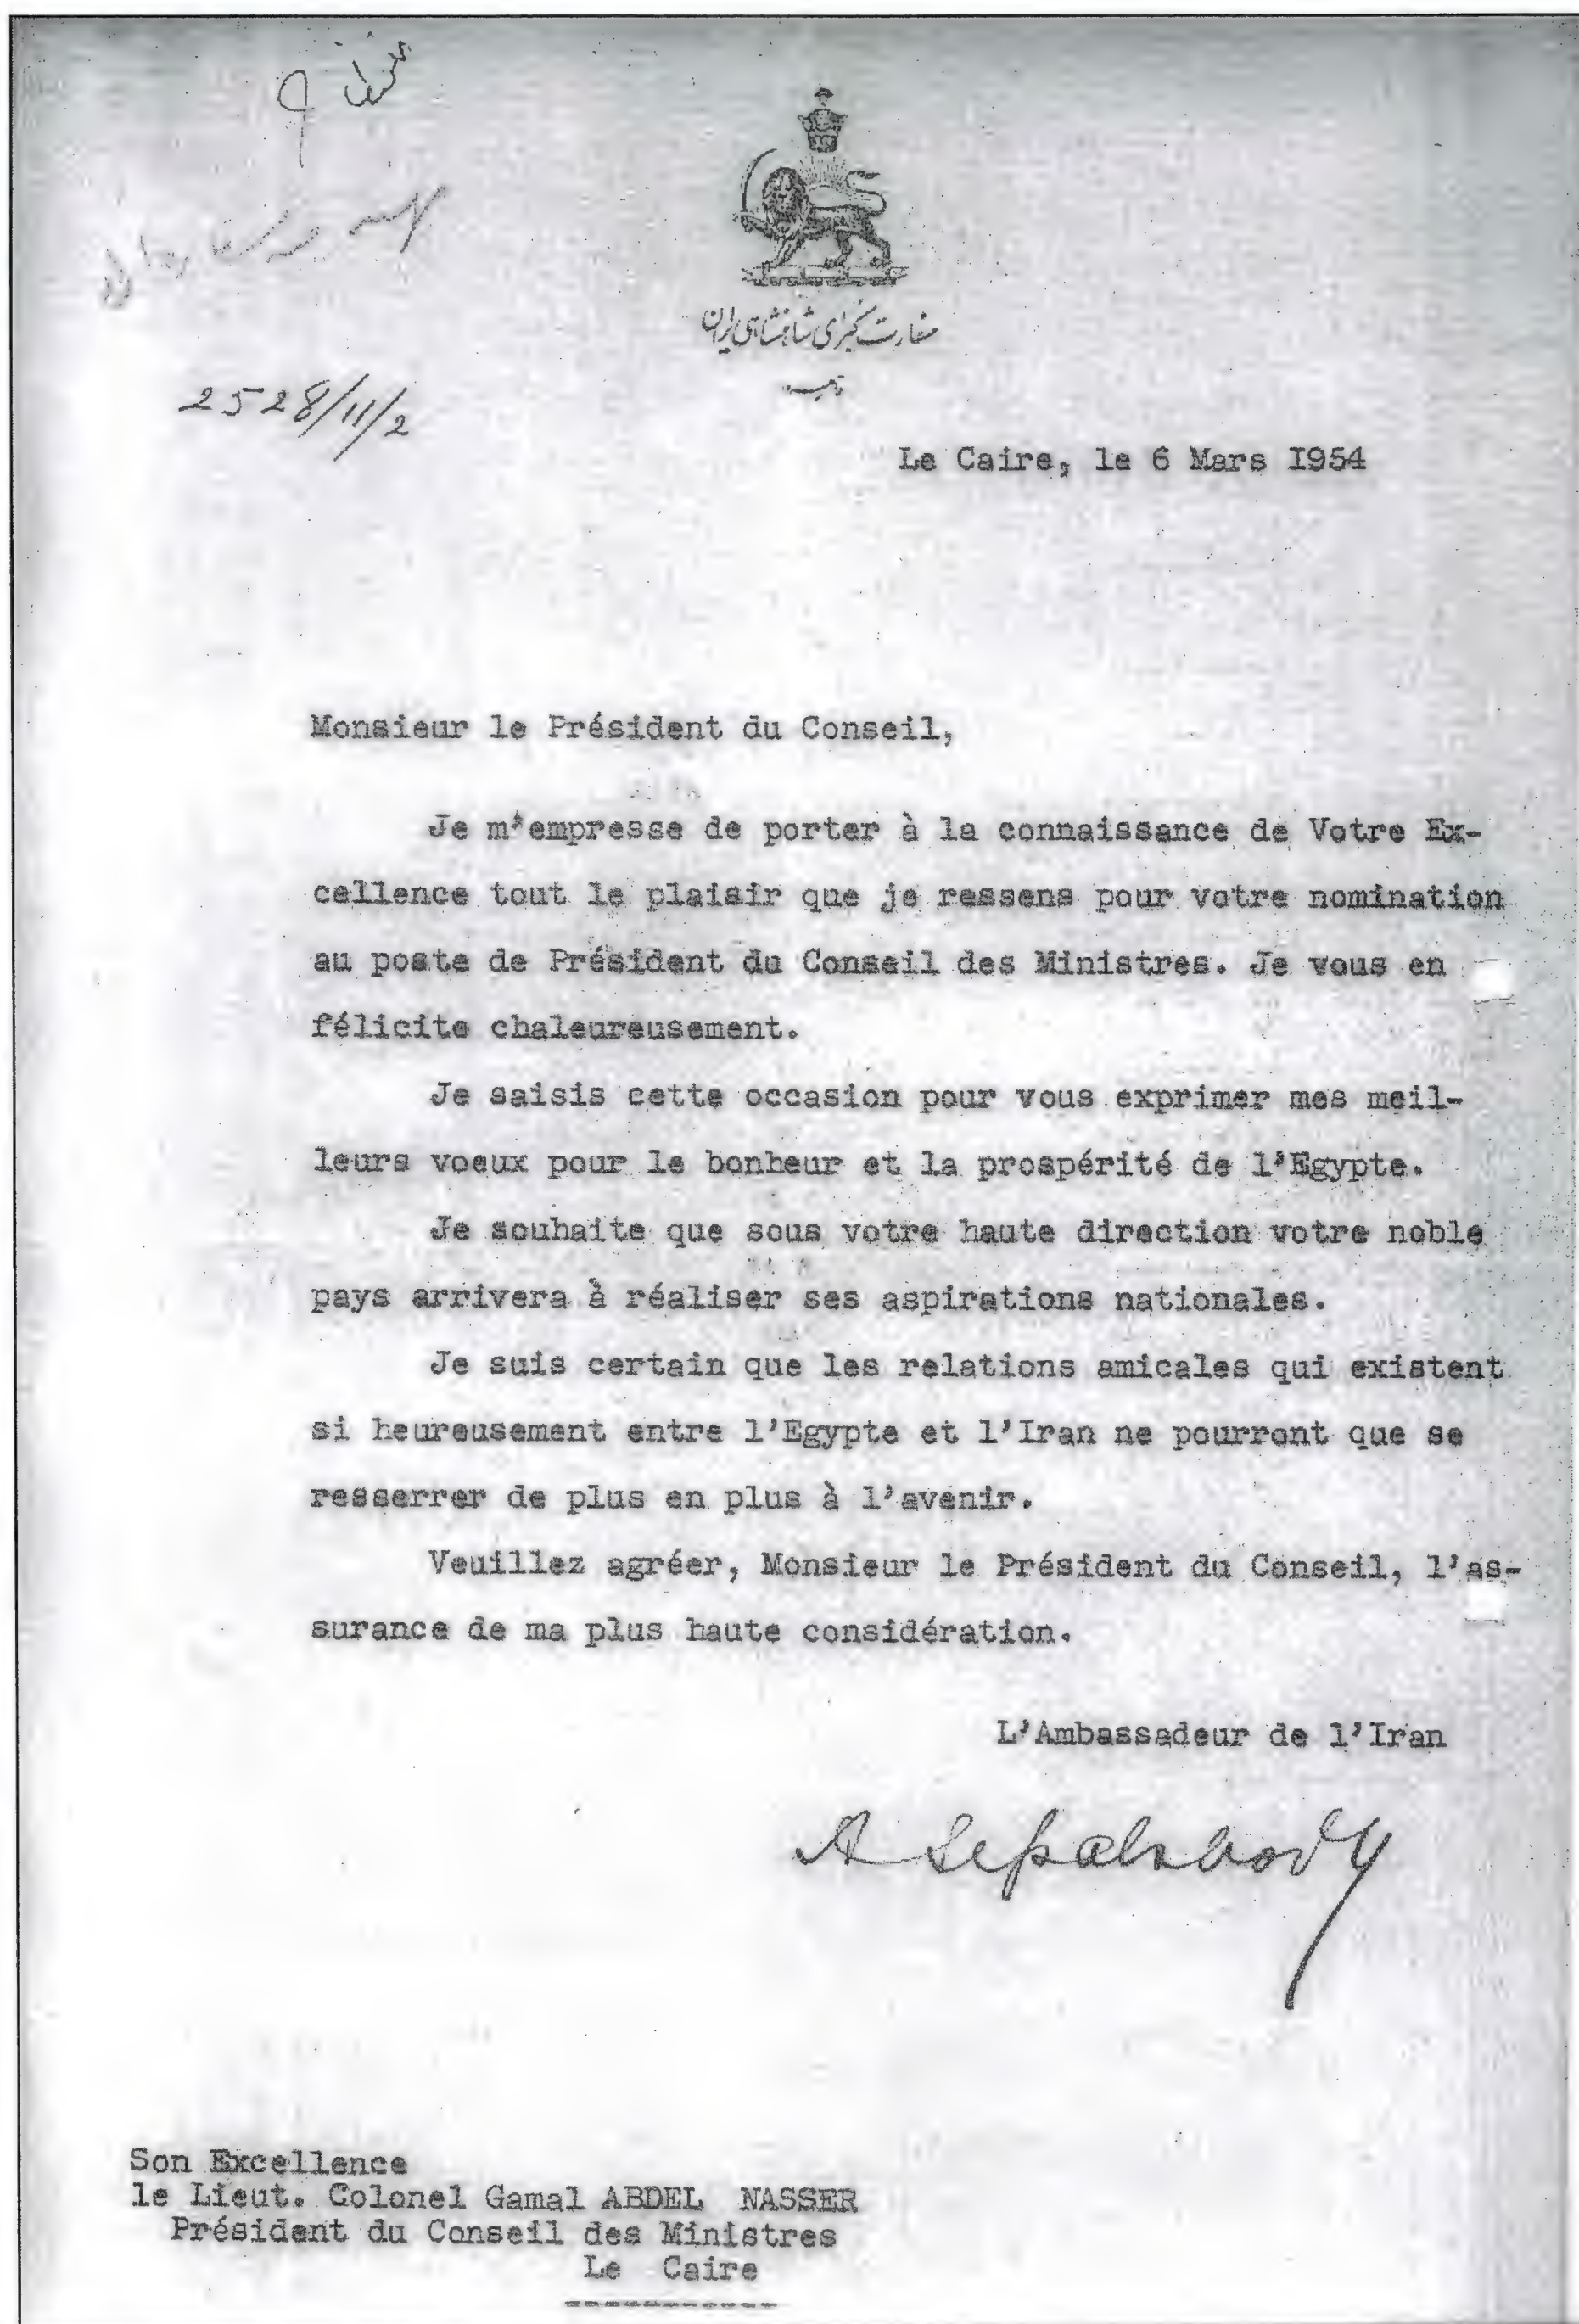 سفارت کبرای شاهنشاهی ایران
2528/11/2
Le Caire, le 6 Mars I954
Monsieur le Président du Conseil,
Je m'empresse de porter à la connaissance de Votre Ex-
cellence tout le plaisir que je ressens pour votre nomination
au poste de Président du Conseil des Ministres. Je vous en
félicite chaleureusement.
Je saisis cette occasion pour vous exprimer mes meil-
leurs voeux pour le bonheur et la prospérité de l'Egypte.
Je souhaite que sous votre haute direction votre noble
pays arrivera à réaliser ses aspirations nationales.
Je suis certain que les relations amicales qui existent
si heureusement entre l'Egypte et l'Iran ne pourront que se
resserrer de plus en plus à l'avenir.
Veuillez agréer, Monsieur le Président du Conseil, l'as-
surance de ma plus haute considération.
L'Ambassadeur de l'Iran
A Sepahbody
Son Excellence
le Lieut. Colonel Gamal ABDEL NASSER
Président du Conseil des Ministres
Le Caire